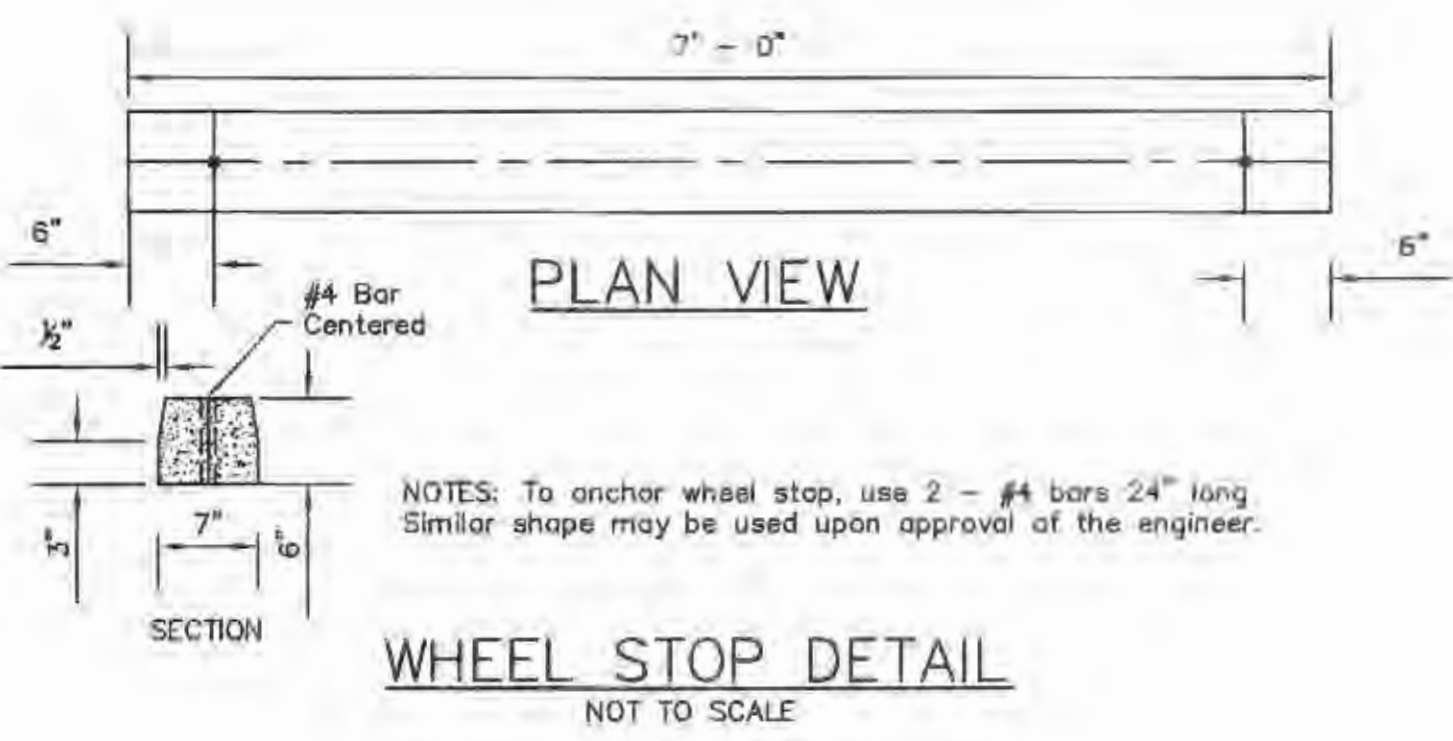 7' - 0"
6"
6"
PLAN VIEW
#4 Bar
Centered
½"
NOTES: To anchor wheel stop, use 2 - #4 bars 24" long
Similar shape may be used upon approval of the engineer.
3"
7"
6"
SECTION
WHEEL STOP DETAIL
NOT TO SCALE